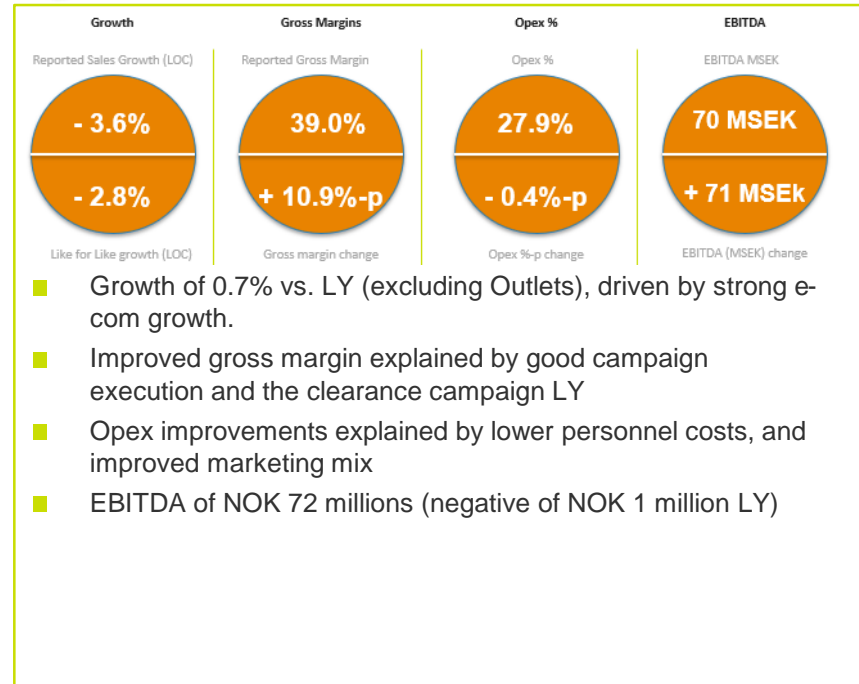 Growth Gross Margins Opex % EBITDA
Reported Sales Growth (LOC) Reported Gross Margin Opex % EBITDA MSEK
- 3.6% 39.0% 27.9% 70 MSEK
- 2.8% + 10.9%-p - 0.4%-p + 71 MSEk
Like for Like growth (LOC) Gross margin change Opex %-p change EBITDA (MSEK) change
Growth of 0.7% vs. LY (excluding Outlets), driven by strong e-
com growth.
Improved gross margin explained by good campaign
execution and the clearance campaign LY
Opex improvements explained by lower personnel costs, and
improved marketing mix
EBITDA of NOK 72 millions (negative of NOK 1 million LY)